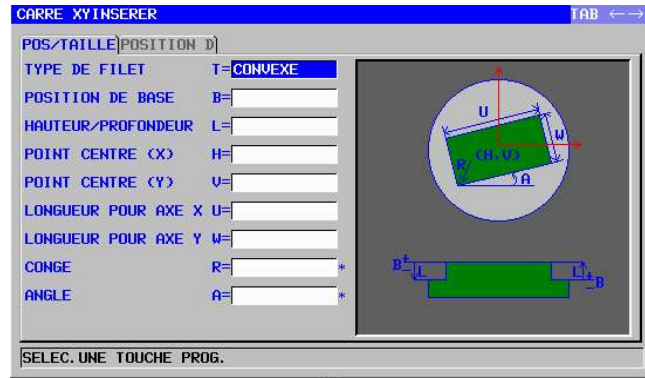 CARRE XYINSERER TAB ←→
POS/TAILLE POSITION D
TYPE DE FILET T=CONVEXE
POSITION DE BASE B=
HAUTEUR/PROFONDEUR L=
POINT CENTRE (X) H=
POINT CENTRE (Y) V=
LONGUEUR POUR AXE X U=
LONGUEUR POUR AXE Y W=
CONGE R=*
ANGLE A=*
U
W
(H,V)
R
A
B+- L
L +-B
SELEC.UNE TOUCHE PROG.